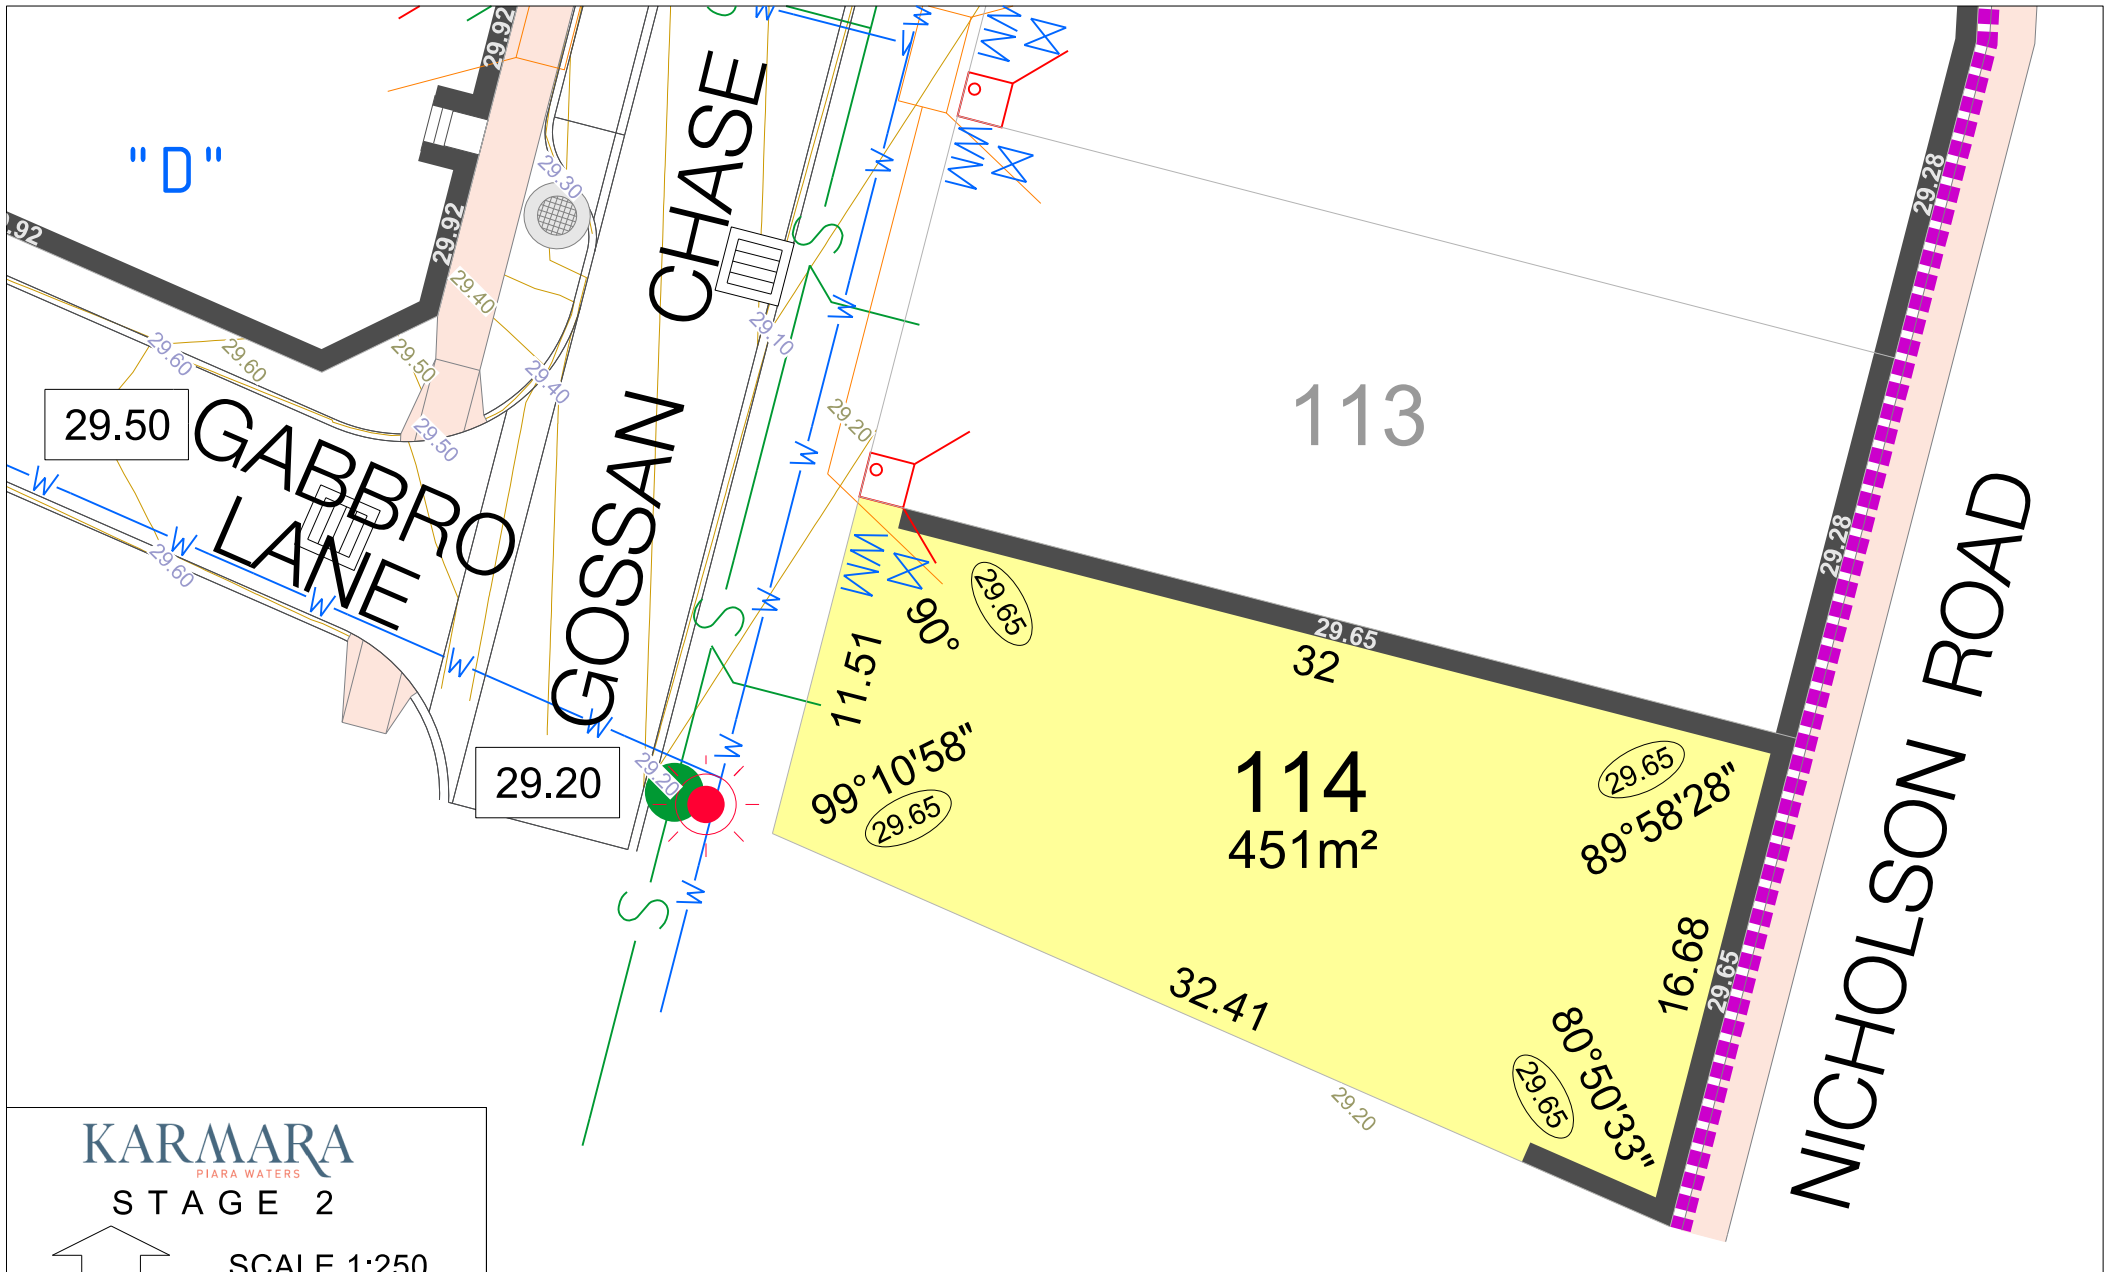 29.92
W
W
"D"
29.92
29.92
29.30
29.40
CHASE
GOSSAN
S
W
W
29.10
29.20
29.28
29.28
113
29.60
29.60
29.50
29.40
29.50
29.50
GABBRO
LANE
W
W
W
W
W
29.60
S
W
W
W
W
S
W
29.20
29.20
90°
29.65
11.51
29.65
32
99°10'58"
29.65
114
451m²
29.65
89°58'28"
16.68
29.65
32.41
80°50'33"
29.65
29.20
NICHOLSON ROAD
KARMARA
PIARA WATERS
STAGE 2
SCALE 1:250